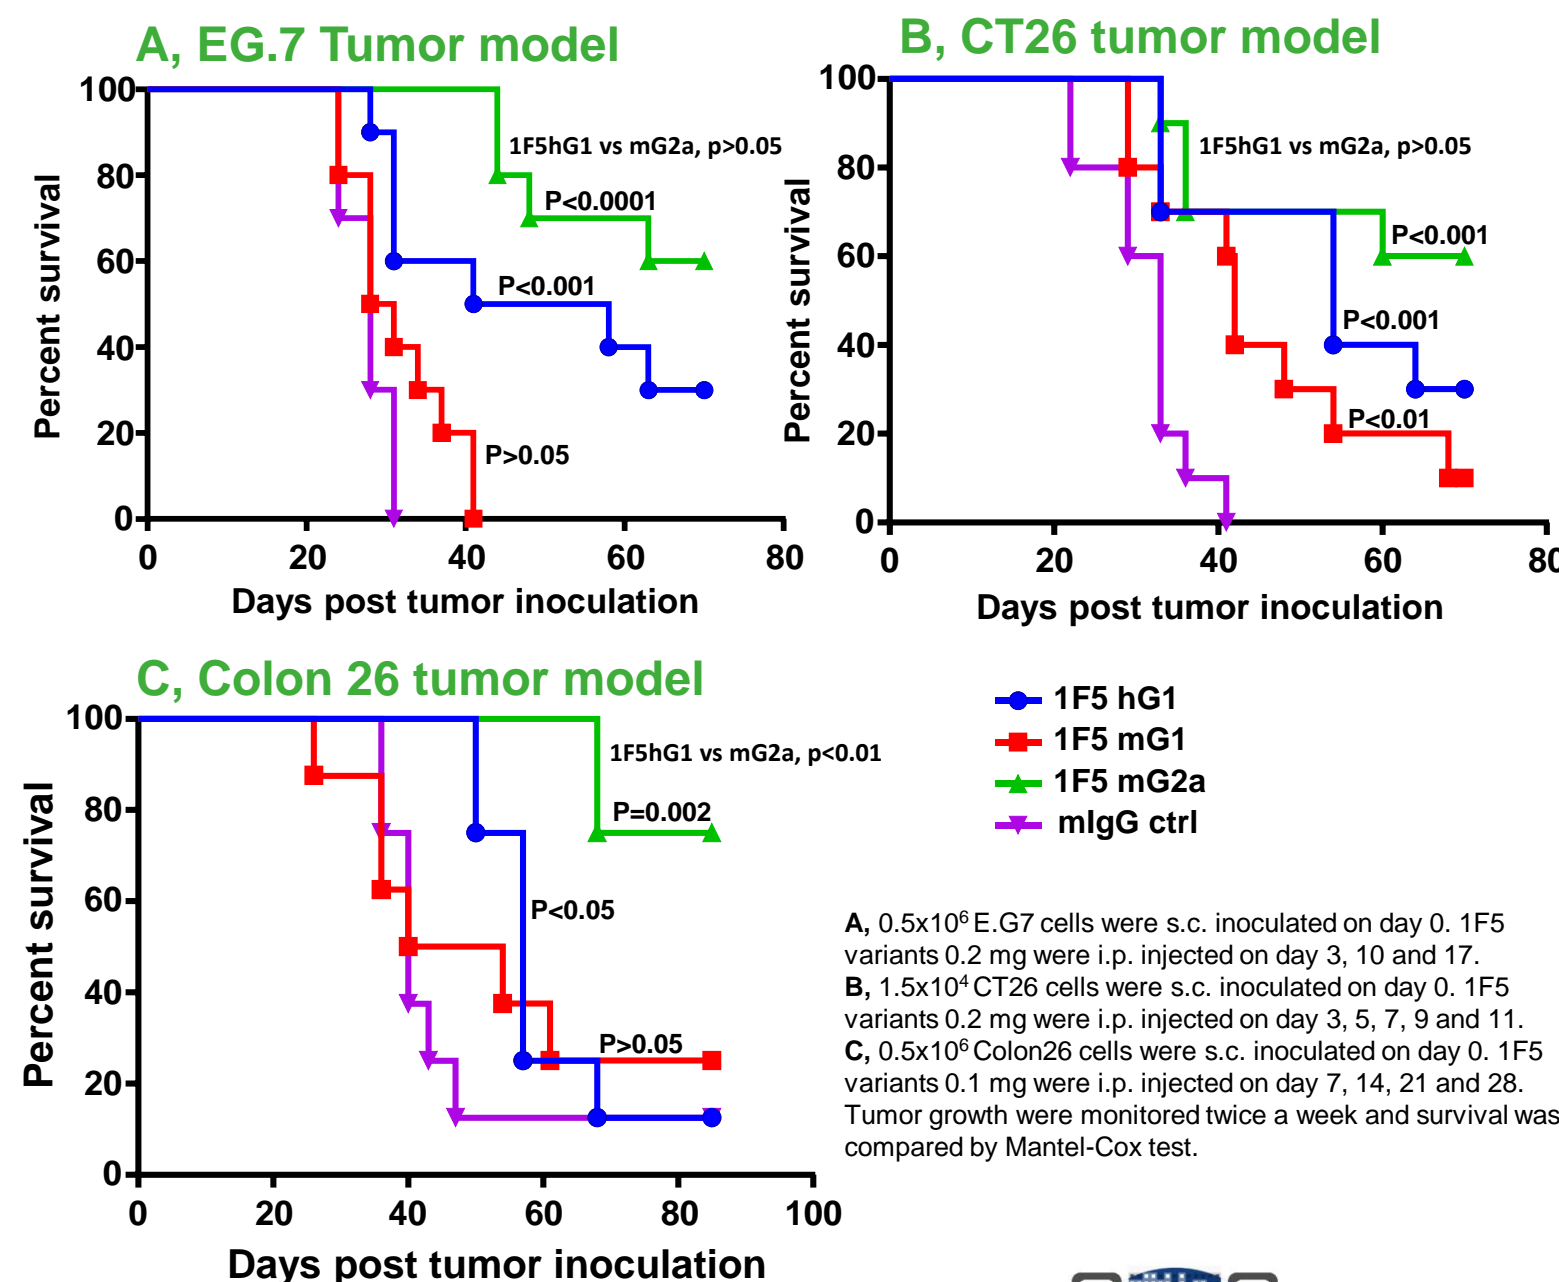 A, EG.7 Tumor model
100
80
60
40
20
0
0 20 40 60 80
Percent survival
Days post tumor inoculation
1F5hG1 vs mG2a, p>0.05
P<0.0001
P<0.001
P>0.05
B, CT26 tumor model
100
80
60
40
20
0
0 20 40 60 80
Percent survival
Days post tumor inoculation
1F5hG1 vs mG2a, p>0.05
P<0.001
P<0.001
P<0.01
C, Colon 26 tumor model
100
80
60
40
20
0
0 20 40 60 80 100
Percent survival
Days post tumor inoculation
1F5hG1 vs mG2a, p<0.01
P=0.002
P<0.05
P>0.05
1F5 hG1
1F5 mG1
1F5 mG2a
mIgG ctrl
A, 0.5x10⁶ E.G7 cells were s.c. inoculated on day 0. 1F5
variants 0.2 mg were i.p. injected on day 3, 10 and 17.
B, 1.5x10⁴ CT26 cells were s.c. inoculated on day 0. 1F5
variants 0.2 mg were i.p. injected on day 3, 5, 7, 9 and 11.
C, 0.5x10⁶ Colon26 cells were s.c. inoculated on day 0. 1F5
variants 0.1 mg were i.p. injected on day 7, 14, 21 and 28.
Tumor growth were monitored twice a week and survival was
compared by Mantel-Cox test.